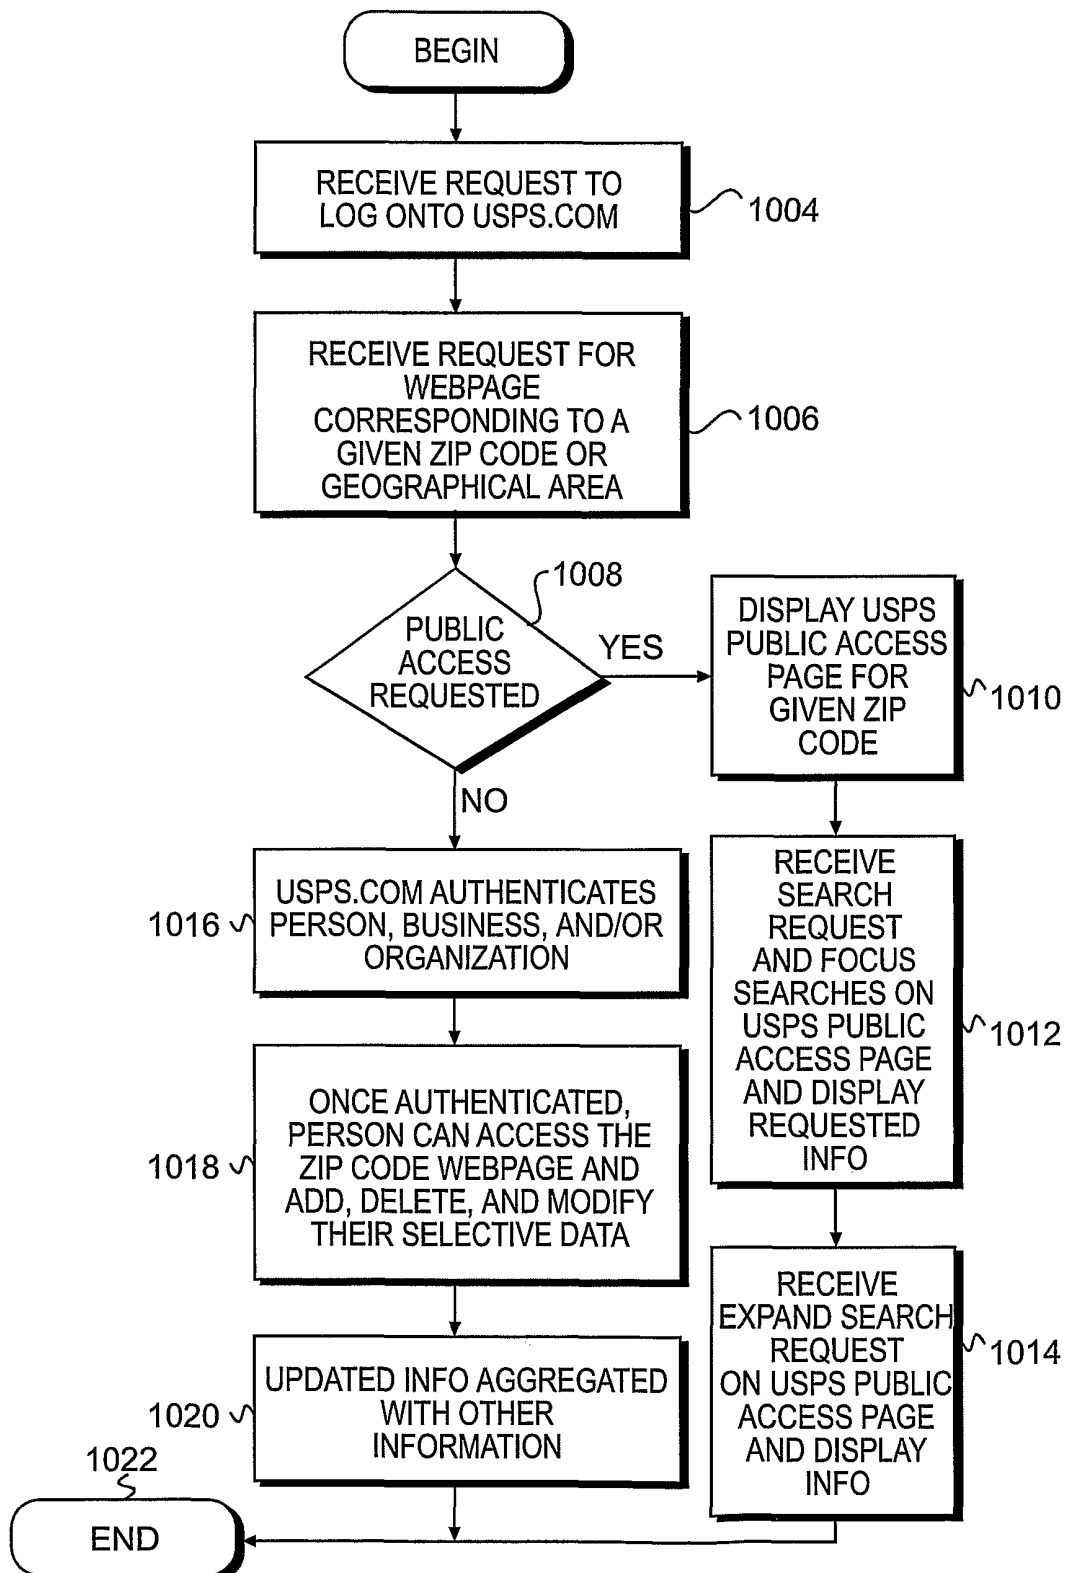 BEGIN
RECEIVE REQUEST TO
LOG ONTO USPS.COM
1004
RECEIVE REQUEST FOR
WEBPAGE
CORRESPONDING TO A
GIVEN ZIP CODE OR
GEOGRAPHICAL AREA
1006
1008
PUBLIC
ACCESS
REQUESTED
YES
NO
DISPLAY USPS
PUBLIC ACCESS
PAGE FOR
GIVEN ZIP
CODE
1010
RECEIVE
SEARCH
REQUEST
AND FOCUS
SEARCHES ON
USPS PUBLIC
ACCESS PAGE
AND DISPLAY
REQUESTED
INFO
1012
RECEIVE
EXPAND SEARCH
REQUEST
ON USPS PUBLIC
ACCESS PAGE
AND DISPLAY
INFO
1014
USPS.COM AUTHENTICATES
PERSON, BUSINESS, AND/OR
ORGANIZATION
1016
ONCE AUTHENTICATED,
PERSON CAN ACCESS THE
ZIP CODE WEBPAGE AND
ADD, DELETE, AND MODIFY
THEIR SELECTIVE DATA
1018
UPDATED INFO AGGREGATED
WITH OTHER
INFORMATION
1020
1022
END